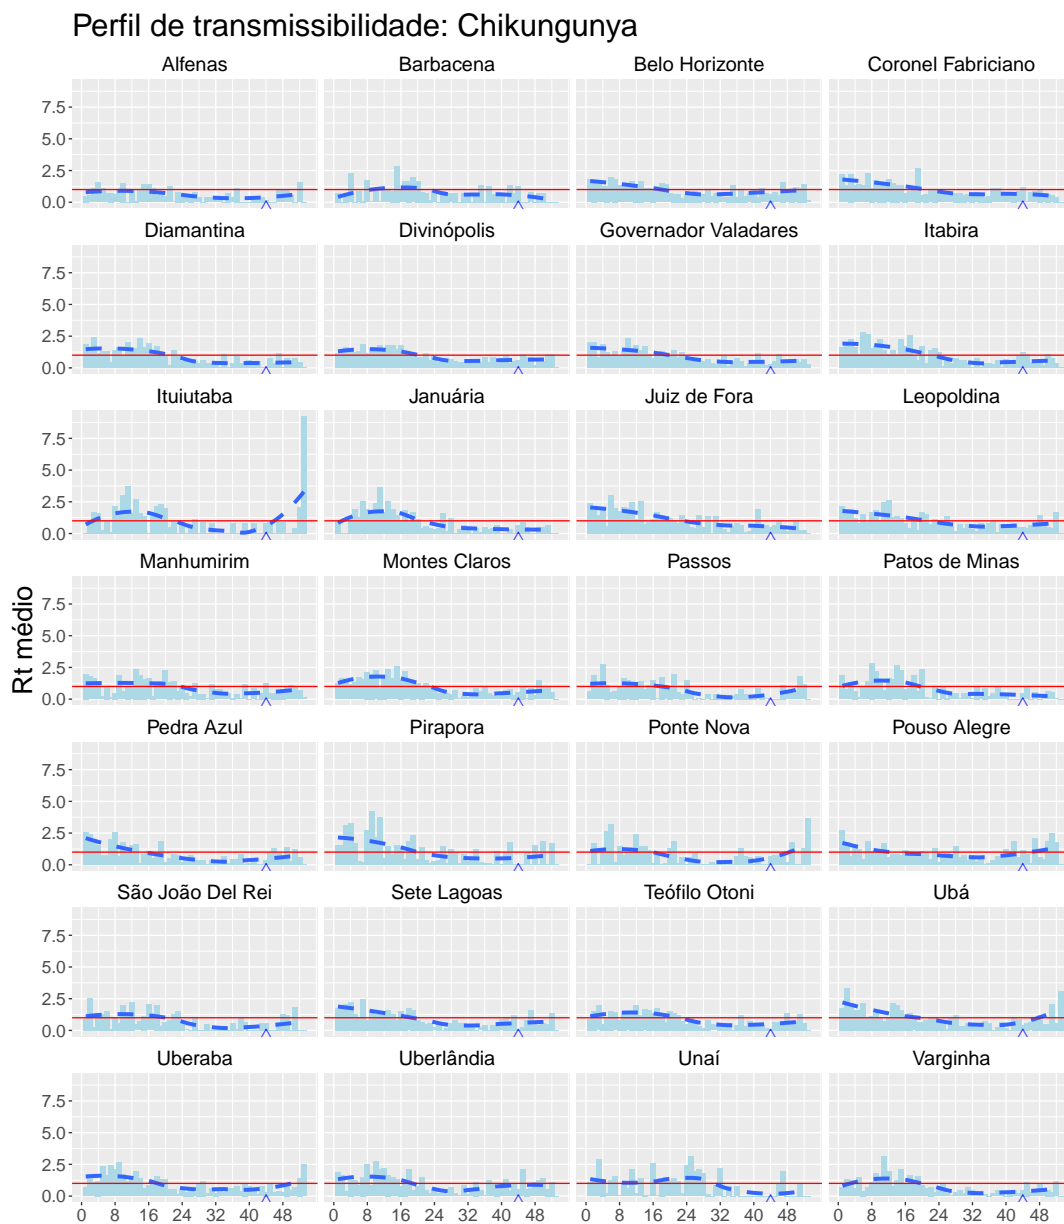 Perfil de transmissibilidade: Chikungunya
Alfenas Barbacena Belo Horizonte Coronel Fabriciano
7.5
5.0
2.5
0.0
Diamantina Divinópolis Governador Valadares Itabira
7.5
5.0
2.5
0.0
Ituiutaba Januária Juiz de Fora Leopoldina
7.5
5.0
2.5
0.0
Manhumirim Montes Claros Passos Patos de Minas
7.5
5.0
2.5
0.0
Rt médio
Pedra Azul Pirapora Ponte Nova Pouso Alegre
7.5
5.0
2.5
0.0
São João Del Rei Sete Lagoas Teófilo Otoni Ubá
7.5
5.0
2.5
0.0
Uberaba Uberlândia Unaí Varginha
7.5
5.0
2.5
0.0
0 8 16 24 32 40 48 0 8 16 24 32 40 48 0 8 16 24 32 40 48 0 8 16 24 32 40 48